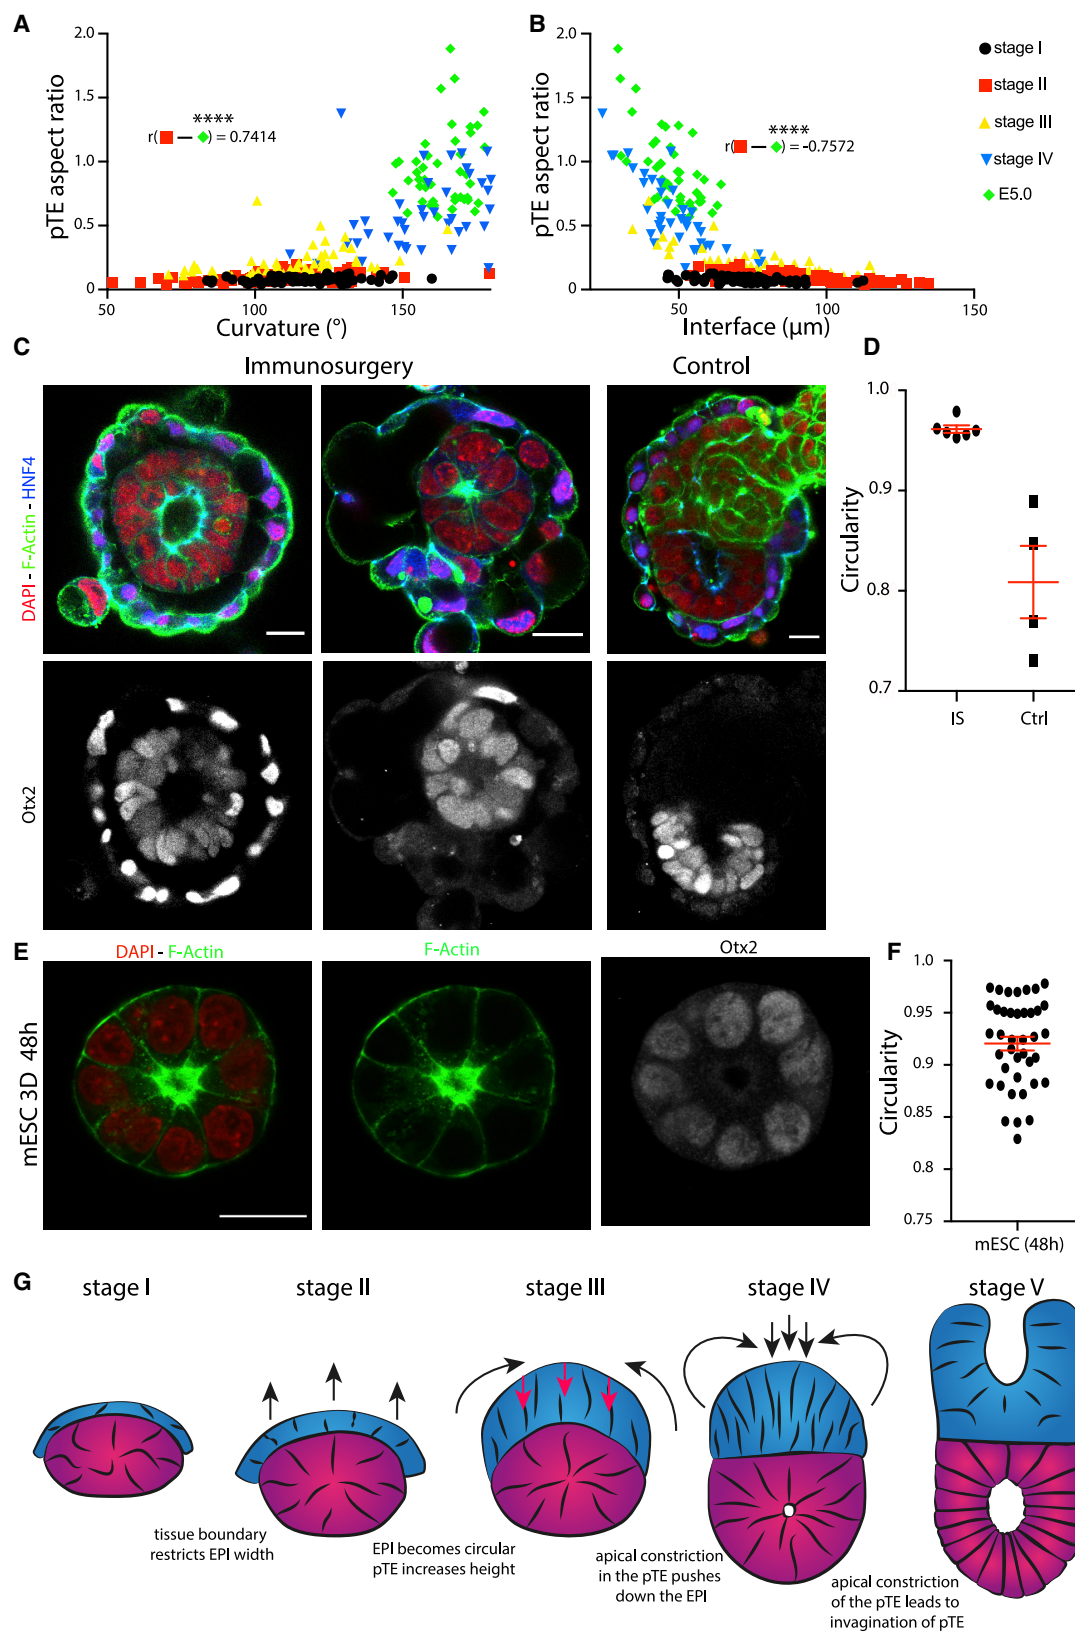 A
B
pTE aspect ratio
2.0
1.5
1.0
0.5
0
50
100
150
Curvature (°)
****
r( – ) = 0.7414
pTE aspect ratio
2.0
1.5
1.0
0.5
0
50
100
150
Interface (µm)
****
r( – ) = -0.7572
stage I
stage II
stage III
stage IV
E5.0
C
Immunosurgery
Control
DAPI - F-Actin - HNF4
Otx2
D
Circularity
1.0
0.9
0.8
0.7
IS
Ctrl
E
DAPI - F-Actin
F-Actin
Otx2
mESC 3D 48h
F
Circularity
1.0
0.95
0.9
0.85
0.8
0.75
mESC (48h)
G
stage I
stage II
stage III
stage IV
stage V
tissue boundary
restricts EPI width
EPI becomes circular
pTE increases height
apical constriction
in the pTE pushes
down the EPI
apical constriction
of the pTE leads to
invagination of pTE